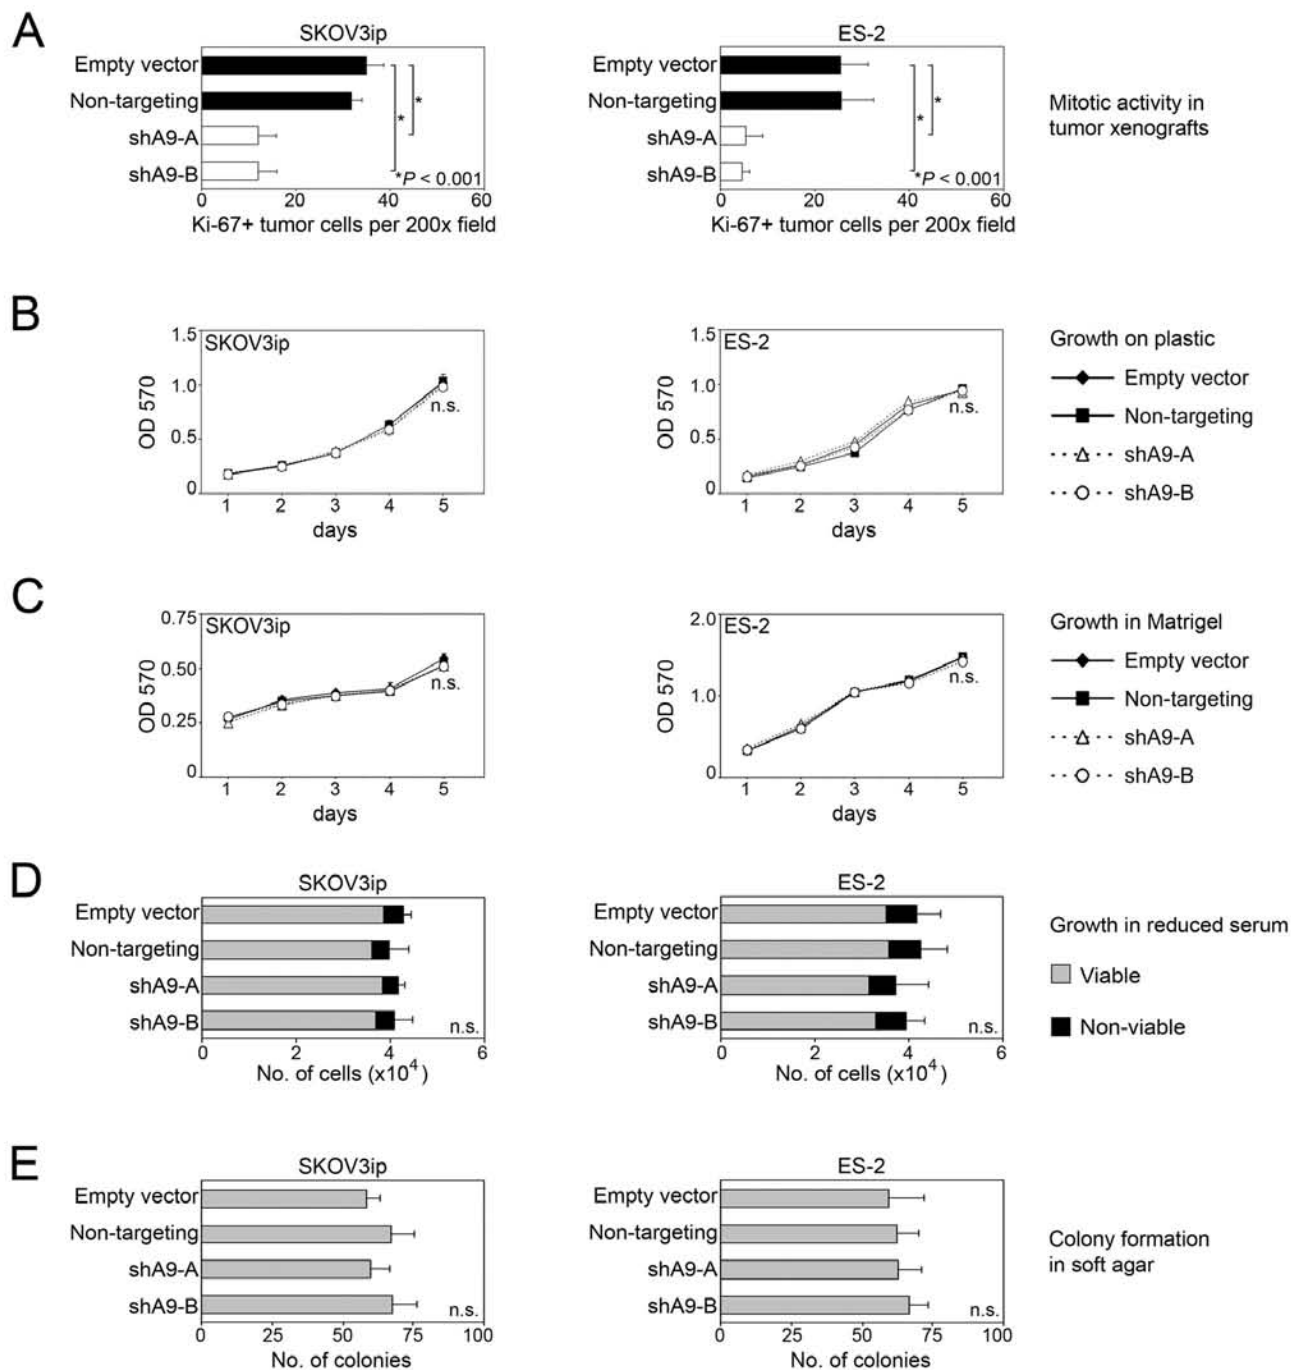 A
SKOV3ip
ES-2
Empty vector
Non-targeting
shA9-A
shA9-B
*
*
*P < 0.001
0 20 40 60
Ki-67+ tumor cells per 200x field
Empty vector
Non-targeting
shA9-A
shA9-B
*
*
*P < 0.001
0 20 40 60
Ki-67+ tumor cells per 200x field
Mitotic activity in
tumor xenografts
B
SKOV3ip
OD 570
1.5
1.0
0.5
0
n.s.
1 2 3 4 5
days
ES-2
OD 570
1.5
1.0
0.5
0
n.s.
1 2 3 4 5
days
Growth on plastic
Empty vector
Non-targeting
shA9-A
shA9-B
C
SKOV3ip
OD 570
0.75
0.50
0.25
0
n.s.
1 2 3 4 5
days
ES-2
OD 570
2.0
1.0
0
n.s.
1 2 3 4 5
days
Growth in Matrigel
Empty vector
Non-targeting
shA9-A
shA9-B
D
SKOV3ip
Empty vector
Non-targeting
shA9-A
shA9-B
n.s.
0 2 4 6
No. of cells (x10⁴)
ES-2
Empty vector
Non-targeting
shA9-A
shA9-B
n.s.
0 2 4 6
No. of cells (x10⁴)
Growth in reduced serum
Viable
Non-viable
E
SKOV3ip
Empty vector
Non-targeting
shA9-A
shA9-B
n.s.
0 25 50 75 100
No. of colonies
ES-2
Empty vector
Non-targeting
shA9-A
shA9-B
n.s.
0 25 50 75 100
No. of colonies
Colony formation
in soft agar